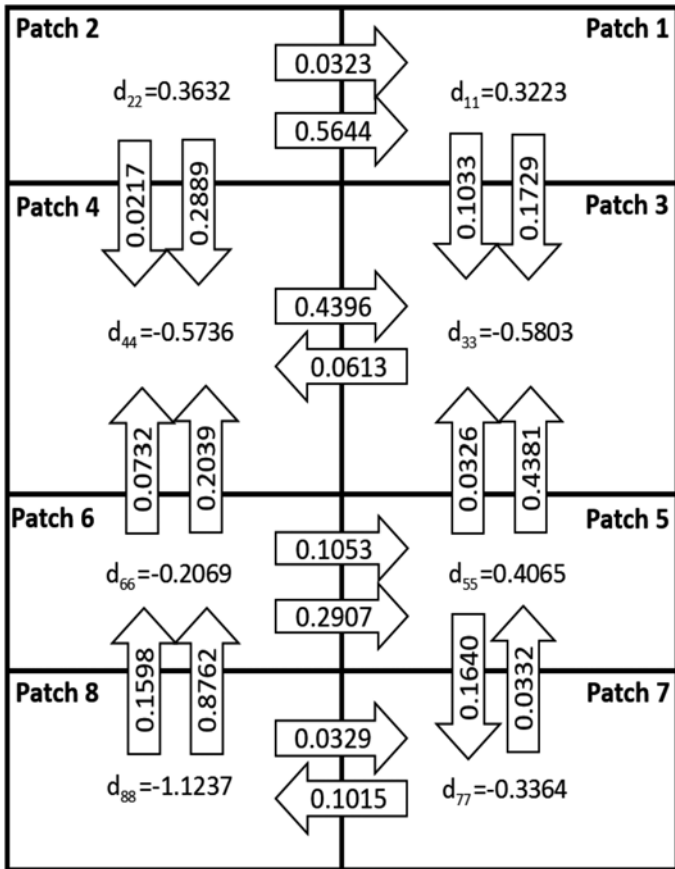 Patch 2
Patch 1
0.0323
d22=0.3632
d11=0.3223
0.5644
0.0217
0.2889
0.1033
0.1729
Patch 4
Patch 3
0.4396
d44=-0.5736
d33=-0.5803
0.0613
0.0732
0.2039
0.0326
0.4381
Patch 6
Patch 5
0.1053
d66=-0.2069
d55=0.4065
0.2907
0.1598
0.8762
0.1640
0.0332
Patch 8
Patch 7
0.0329
d88=-1.1237
d77=-0.3364
0.1015